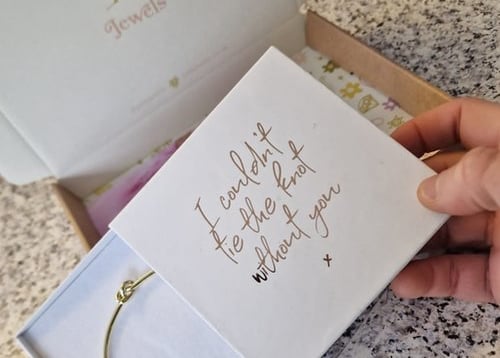 Jewels
I couldn't
tie the knot
without you
x